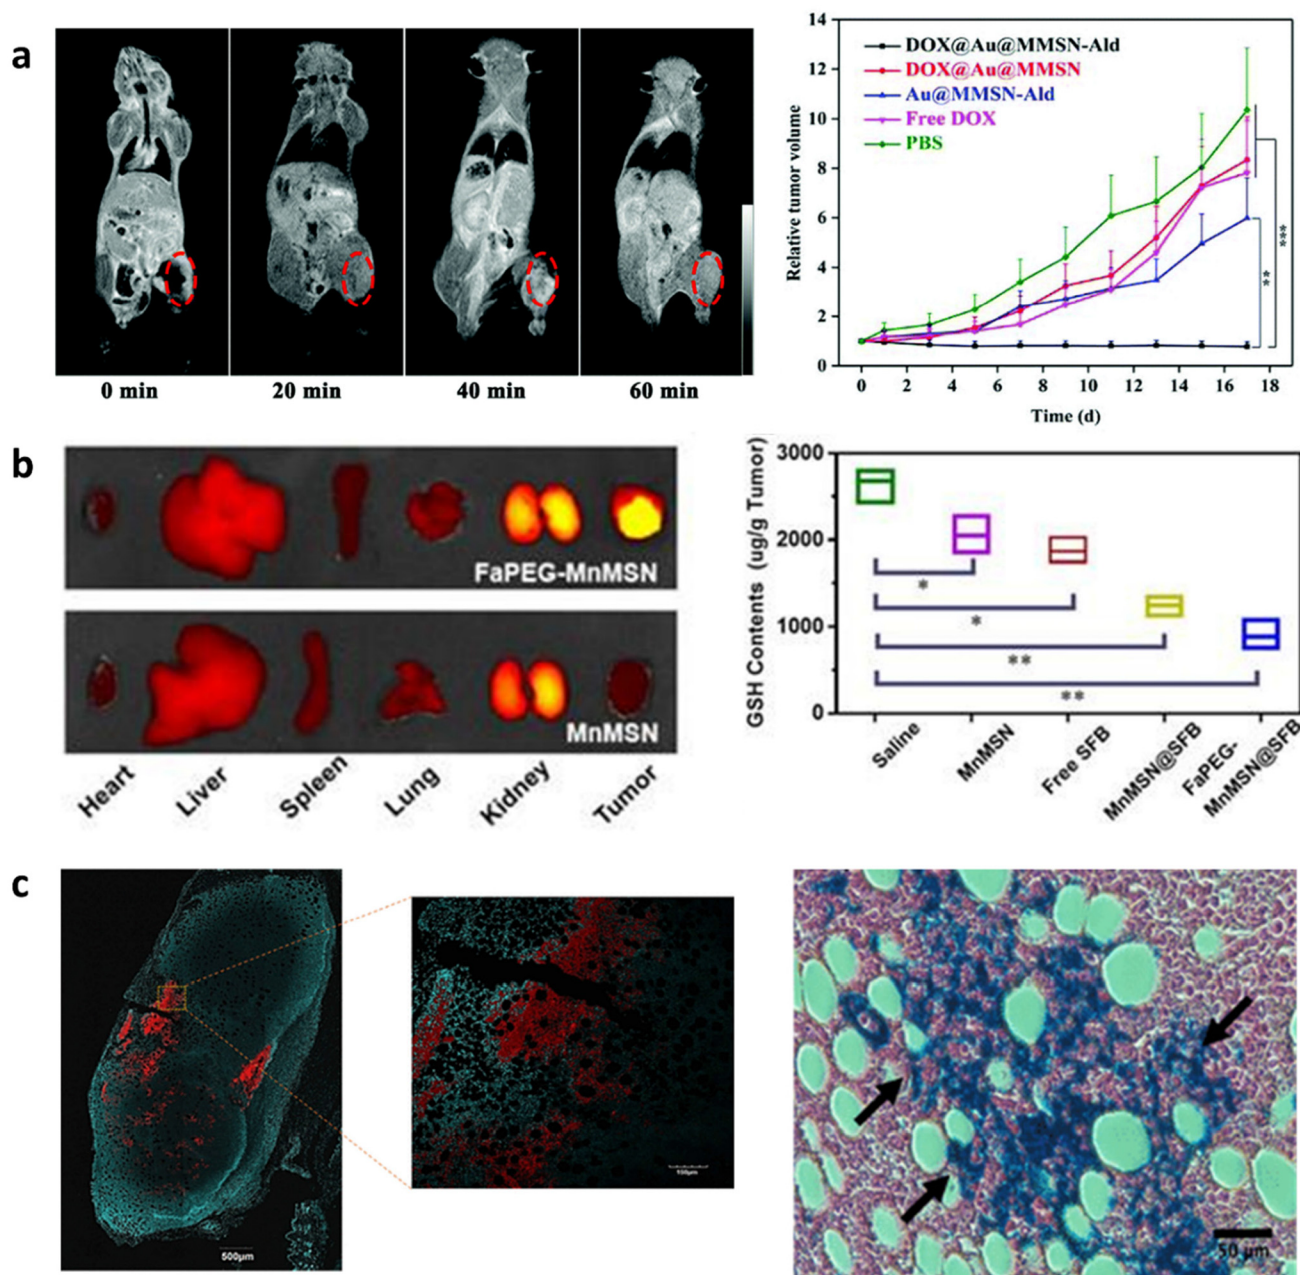 a
0 min
20 min
40 min
60 min
Relative tumor volume
14
12
10
8
6
4
2
0
DOX@Au@MMSN-Ald
DOX@Au@MMSN
Au@MMSN-Ald
Free DOX
PBS
**
***
0 2 4 6 8 10 12 14 16 18
Time (d)
b
FaPEG-MnMSN
MnMSN
Heart
Liver
Spleen
Lung
Kidney
Tumor
GSH Contents (ug/g Tumor)
3000
2000
1000
0
*
*
**
**
Saline
MnMSN
Free SFB
MnMSN@SFB
FaPEG-
MnMSN@SFB
c
500µm
100µm
50 µm